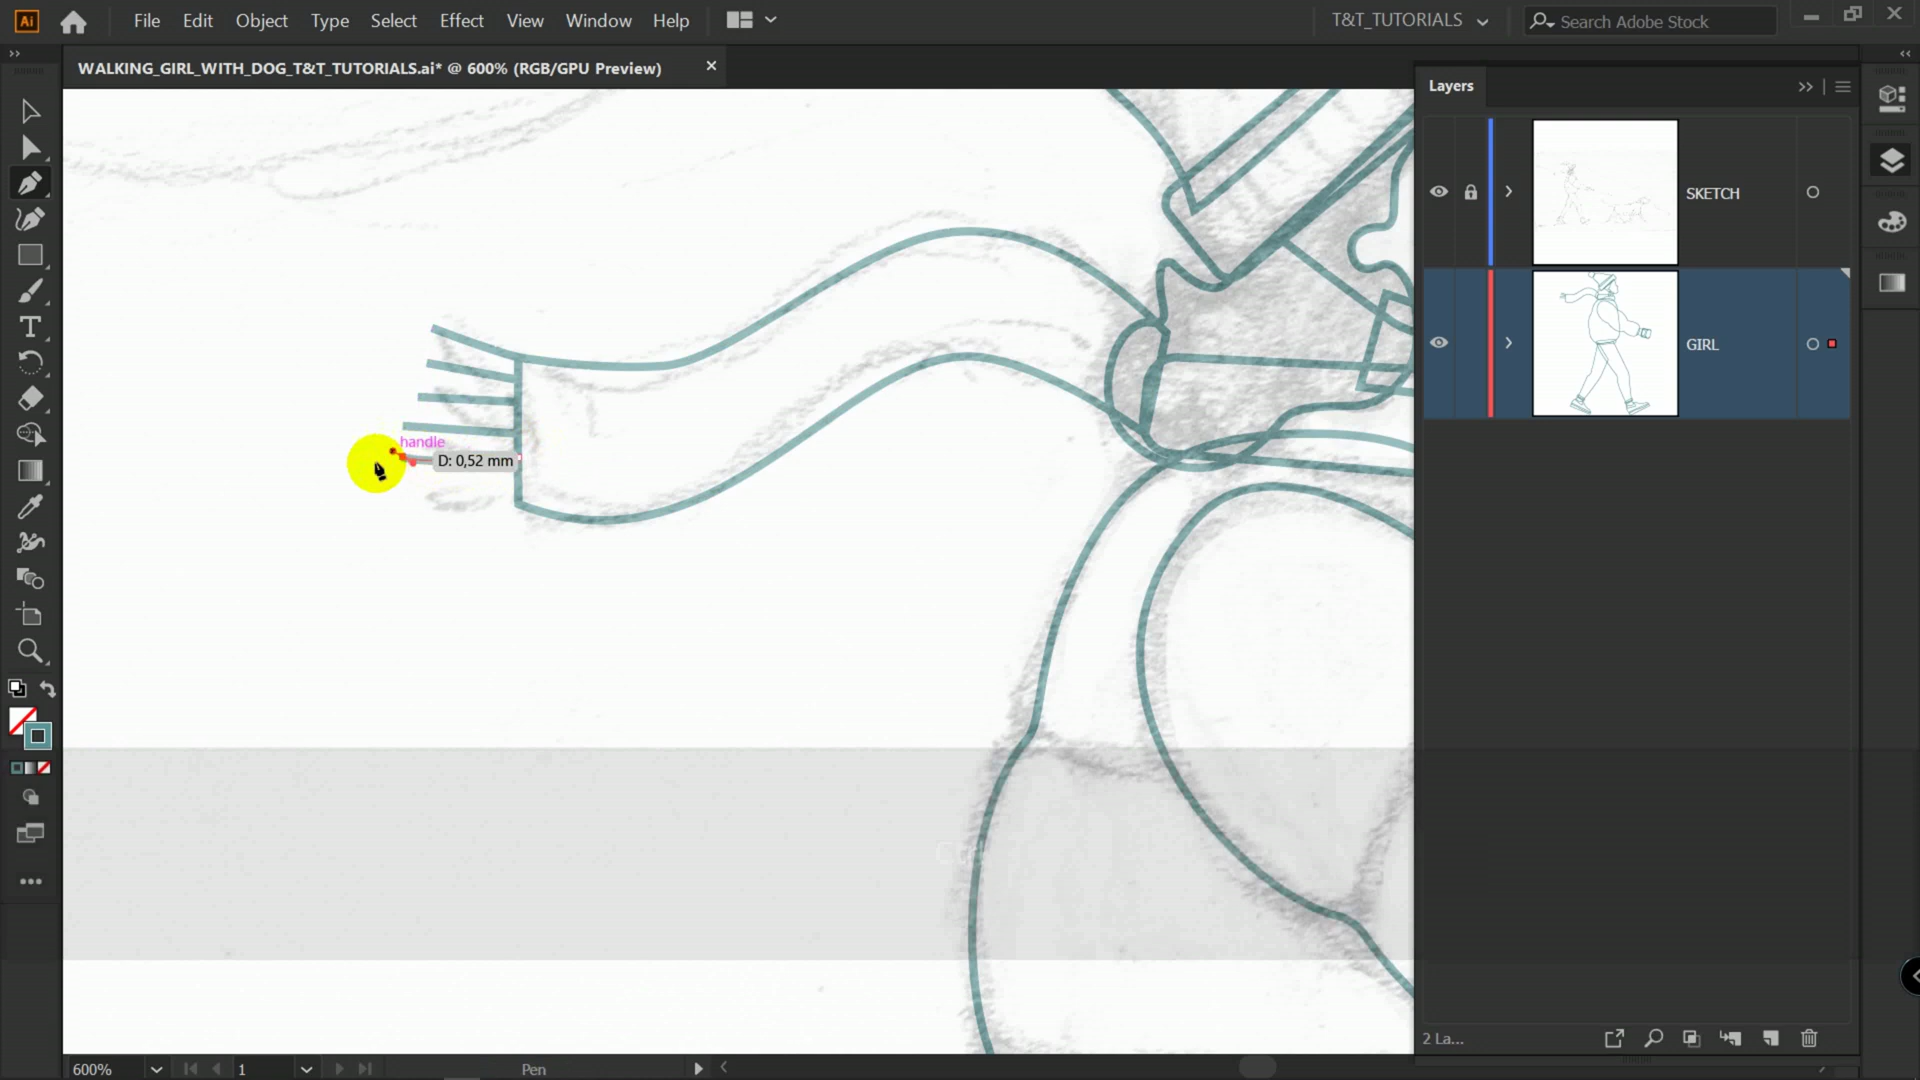 Ai File Edit Object Type Select Effect View Window Help T&T_TUTORIALS Search Adobe Stock
WALKING_GIRL_WITH_DOG_T&T_TUTORIALS.ai* @ 600% (RGB/GPU Preview)
Layers
SKETCH
GIRL
handle
D: 0,52 mm
2 La...
600% 1 Pen